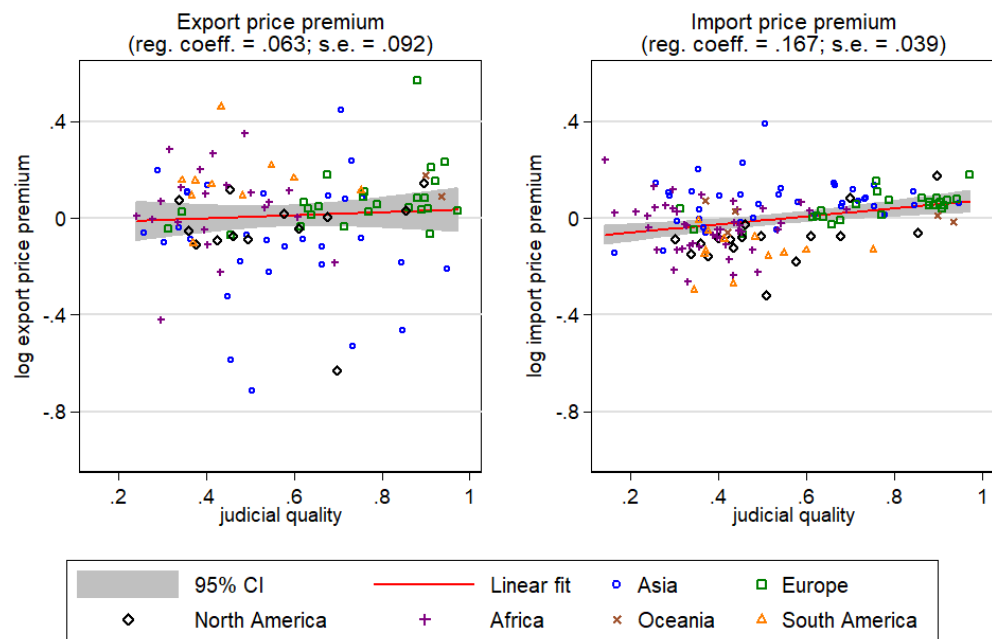 Export price premium
(reg. coeff. = .063; s.e. = .092)
log export price premium
.4
0
-.4
-.8
.2 .4 .6 .8 1
judicial quality
Import price premium
(reg. coeff. = .167; s.e. = .039)
log import price premium
.4
0
-.4
-.8
.2 .4 .6 .8 1
judicial quality
95% CI Linear fit Asia Europe
North America Africa Oceania South America